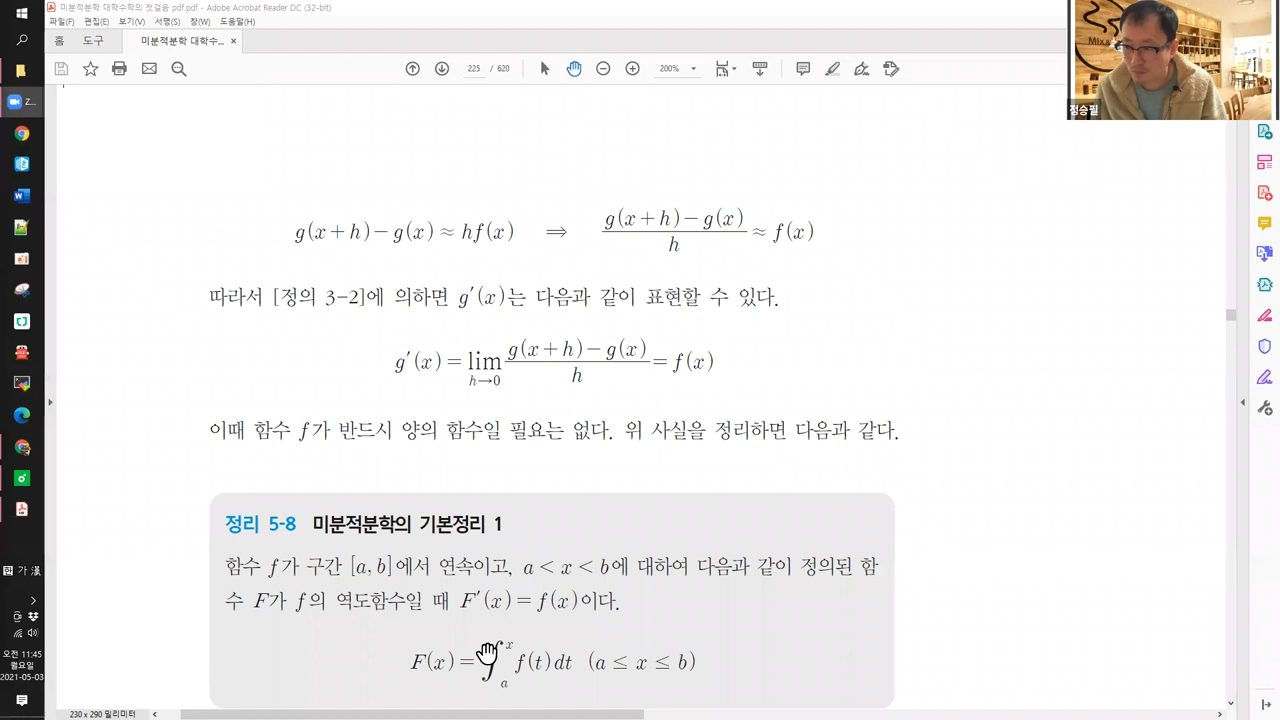 미분적분학 대학수학의 첫걸음 pdf.pdf - Adobe Acrobat Reader DC (32-bit)
파일(F) 편집(E) 보기(V) 서명(S) 창(W) 도움말(H)
홈 도구 미분적분학 대학수... ×
225 / 620 200%
Z...
정승필
g(x+h)−g(x)≈hf(x) ⟹ \frac{g(x+h)−g(x)}{h}≈f(x)
따라서 [정의 3-2]에 의하면 g′(x)는 다음과 같이 표현할 수 있다.
g′(x)=\lim_{h→0}\frac{g(x+h)−g(x)}{h}=f(x)
이때 함수 f가 반드시 양의 함수일 필요는 없다. 위 사실을 정리하면 다음과 같다.
정리 5-8 미분적분학의 기본정리 1
함수 f가 구간 [a, b]에서 연속이고, a<x<b에 대하여 다음과 같이 정의된 함
수 F가 f의 역도함수일 때 F′(x)=f(x)이다.
F(x)=∫_a^x f(t)dt (a≤x≤b)
한 가 漢
오전 11:45
월요일
2021-05-03
230 x 290 밀리미터